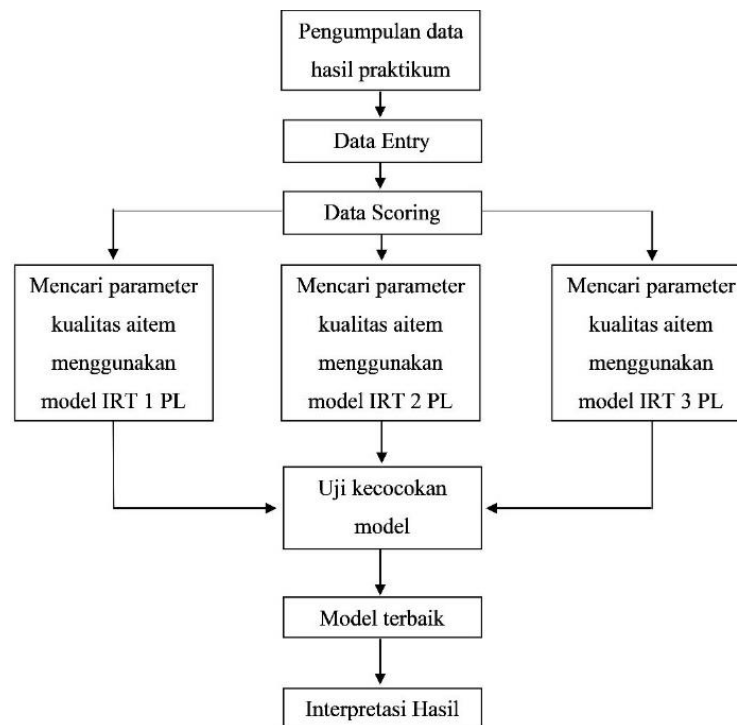 Pengumpulan data
hasil praktikum
Data Entry
Data Scoring
Mencari parameter
kualitas aitem
menggunakan
model IRT 1 PL
Mencari parameter
kualitas aitem
menggunakan
model IRT 2 PL
Mencari parameter
kualitas aitem
menggunakan
model IRT 3 PL
Uji kecocokan
model
Model terbaik
Interpretasi Hasil